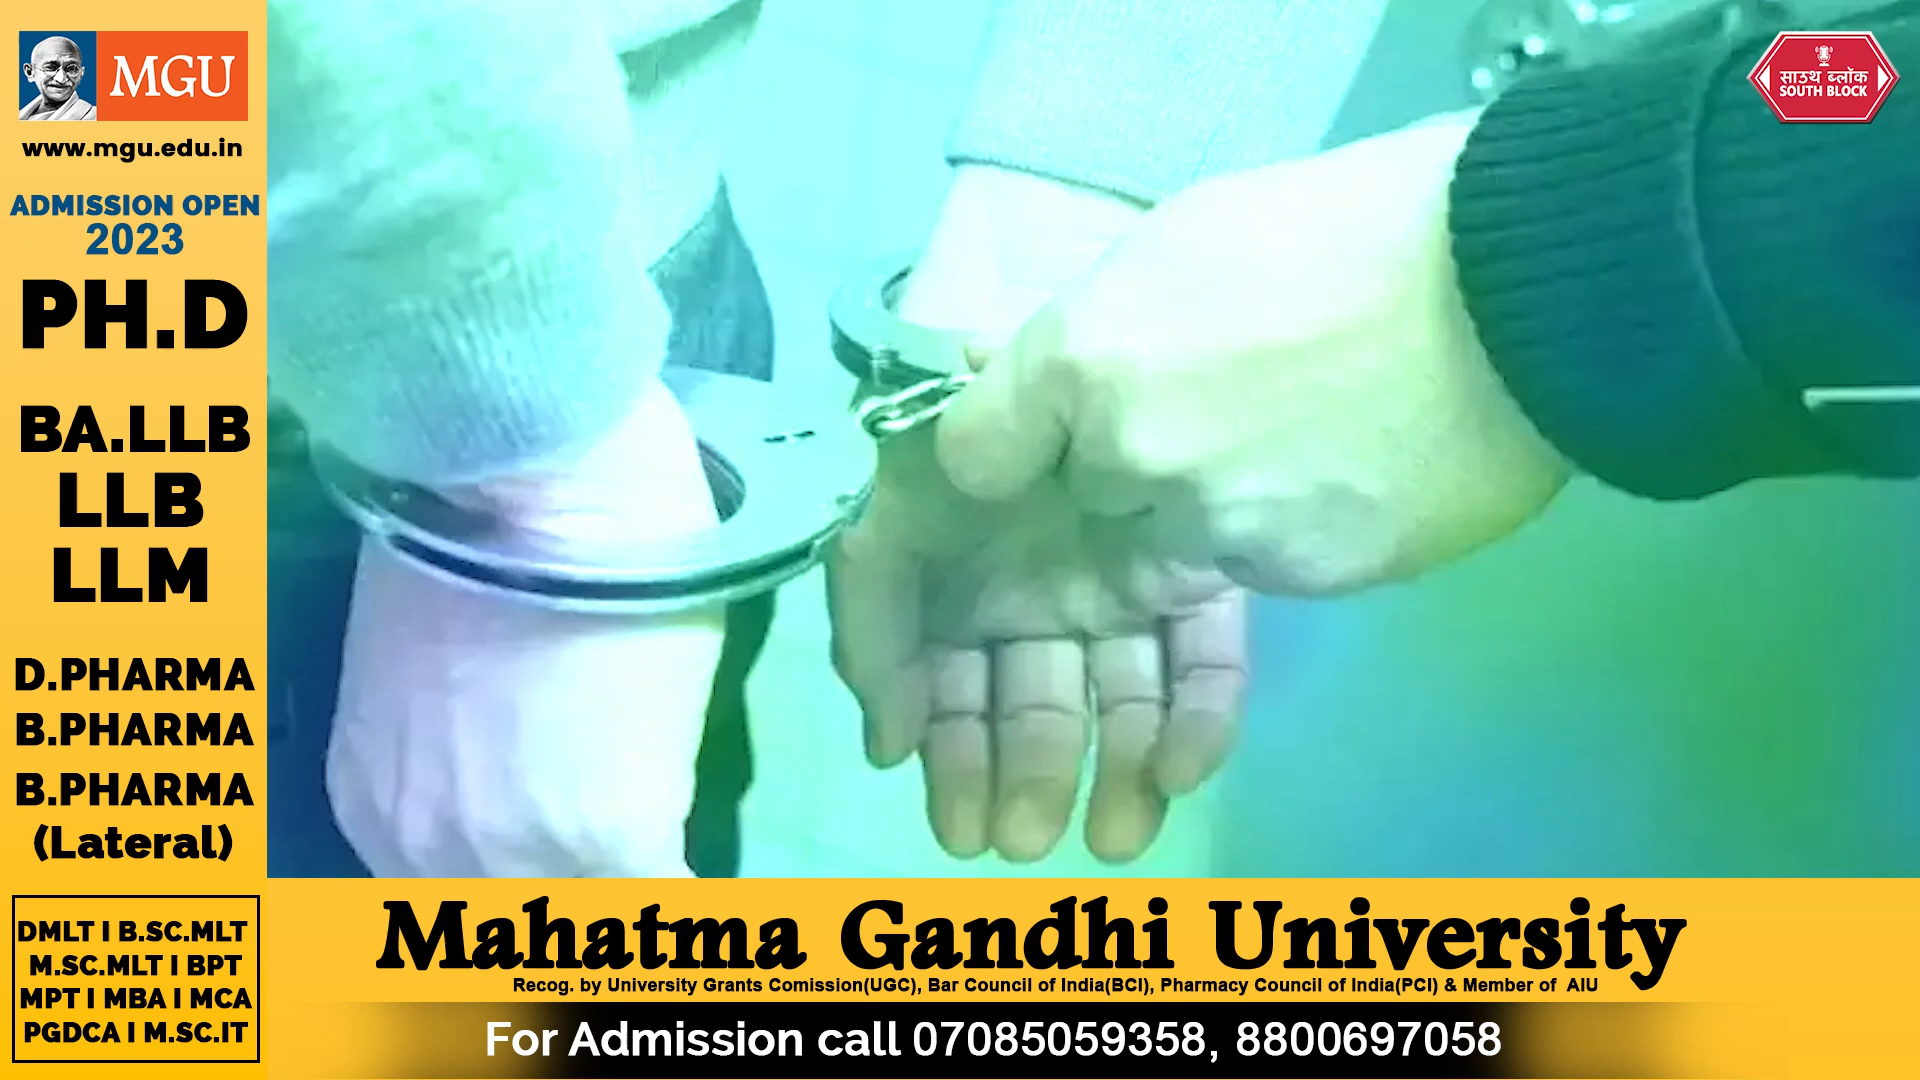 MGU
www.mgu.edu.in
ADMISSION OPEN
2023
PH.D
BA.LLB
LLB
LLM
D.PHARMA
B.PHARMA
B.PHARMA
(Lateral)
DMLT I B.SC.MLT
M.SC.MLT I BPT
MPT I MBA I MCA
PGDCA I M.SC.IT
साउथ ब्लॉक
SOUTH BLOCK
Mahatma Gandhi University
Recog. by University Grants Comission(UGC), Bar Council of India(BCI), Pharmacy Council of India(PCI) & Member of AIU
For Admission call 07085059358, 8800697058